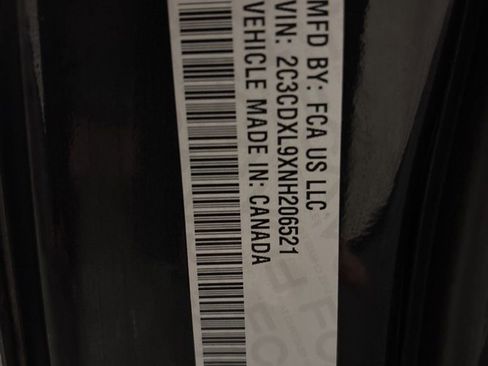 MFD BY: FCA US LLC
VIN: 2C3CDXL9XNH206521
VEHICLE MADE IN: CANADA